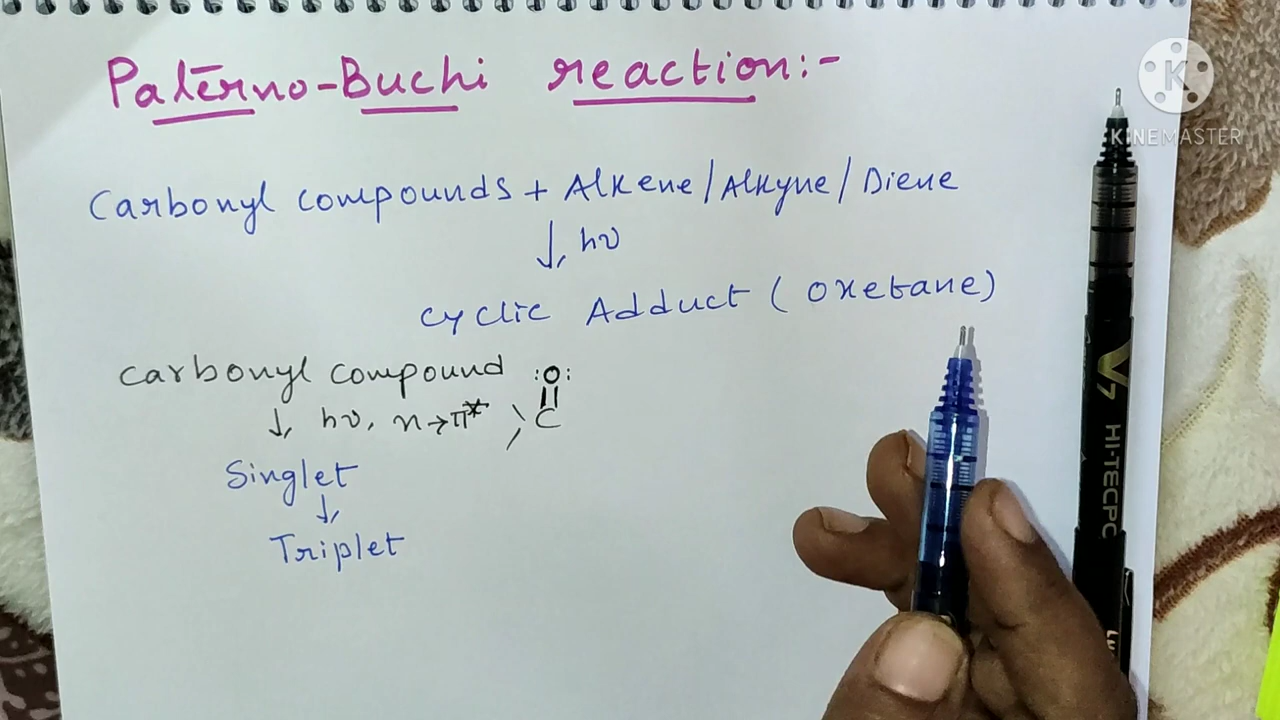 Paterno-Buchi reaction:-
Carbonyl compounds + Alkene/Alkyne/Diene
↓, hν
Cyclic Adduct (Oxetane)
Carbonyl compound :O:
↓, hν, n→π* C
Singlet
↓,
Triplet
K
KINEMASTER
V7 HI-TECPC